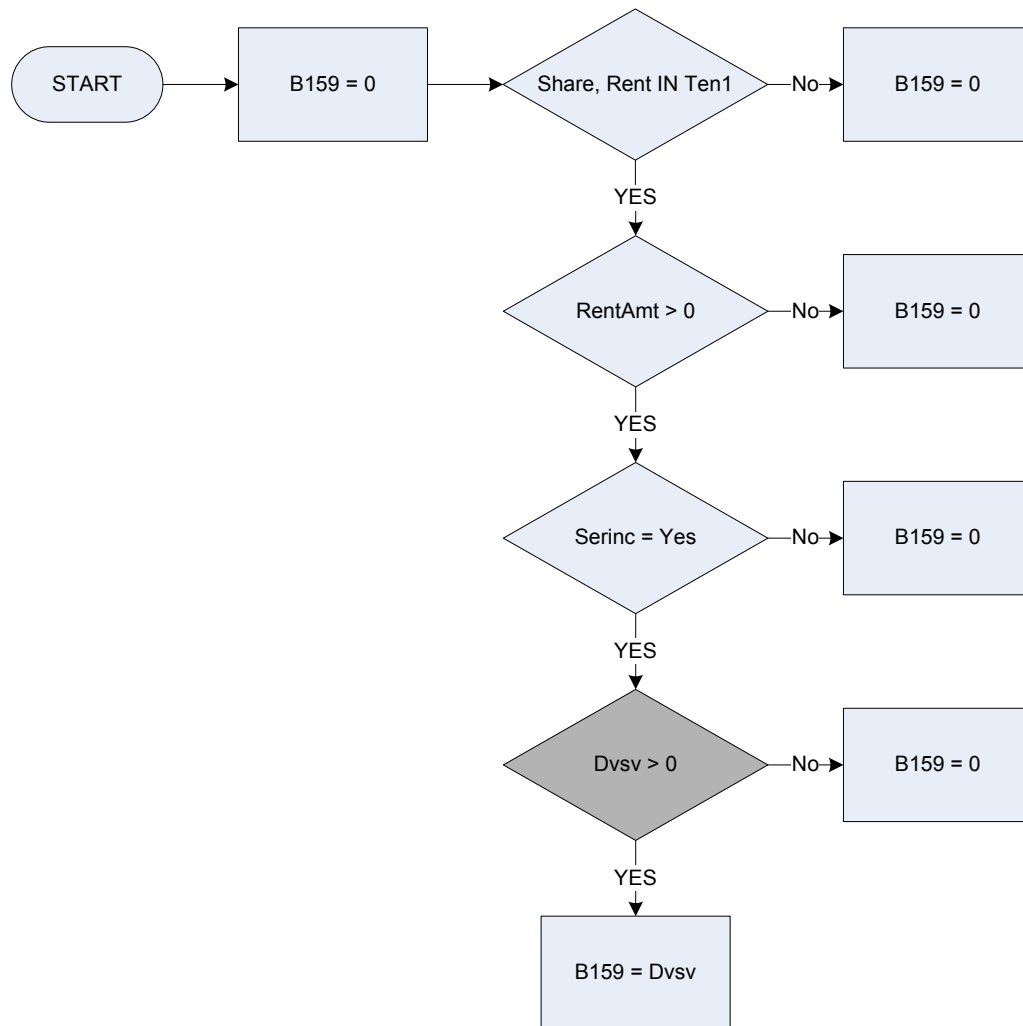 START
B159 = 0
Share, Rent IN Ten1
No
B159 = 0
YES
RentAmt > 0
No
B159 = 0
YES
Serinc = Yes
No
B159 = 0
YES
Dvsv > 0
No
B159 = 0
YES
B159 = Dvsv